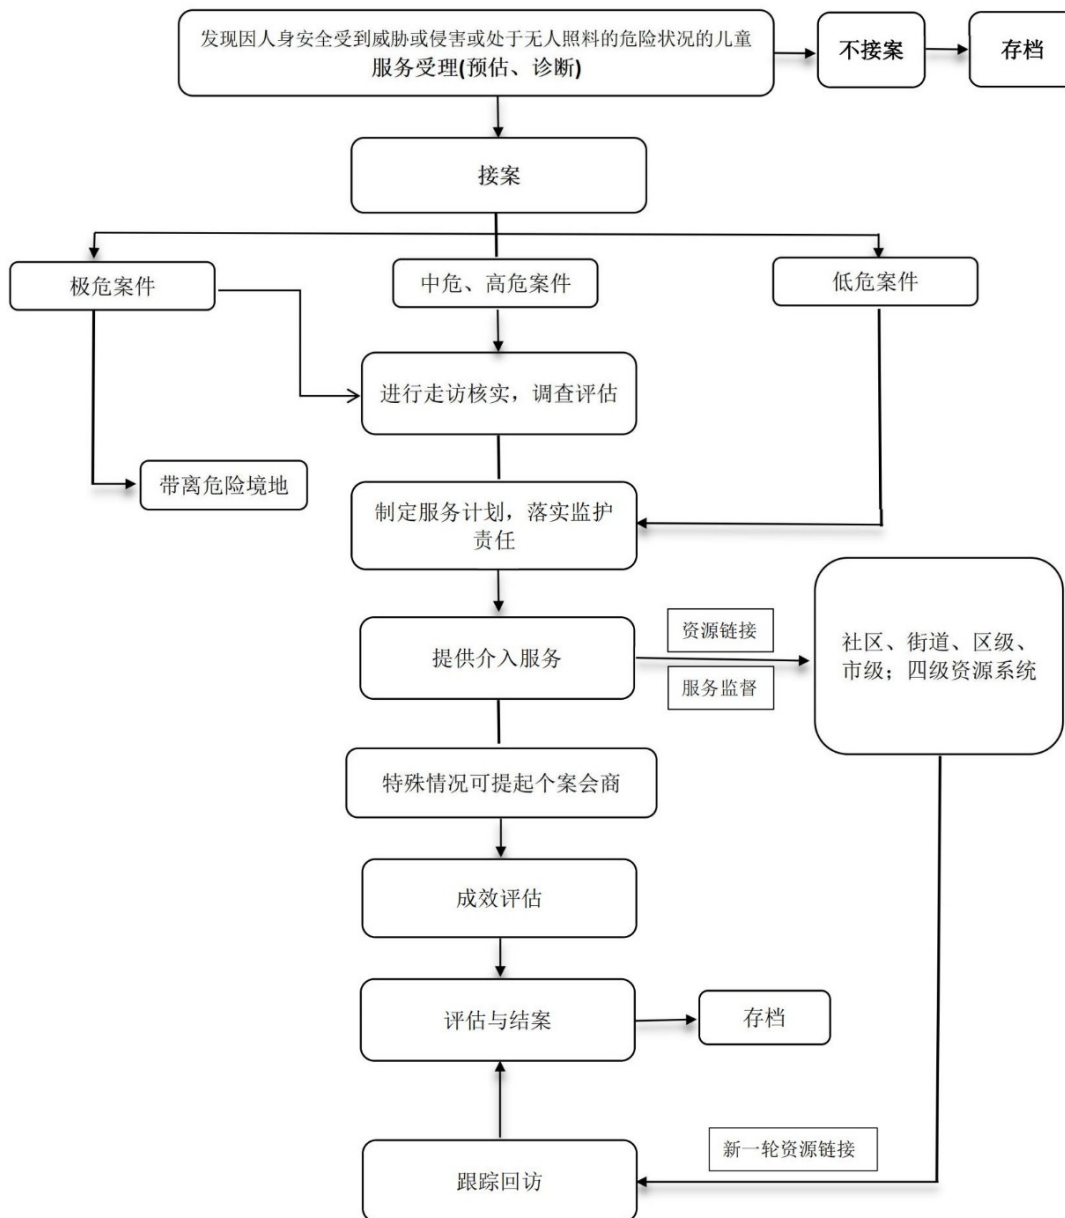 发现因人身安全受到威胁或侵害或处于无人照料的危险状况的儿童
服务受理(预估、诊断)
不接案
存档
接案
极危案件
中危、高危案件
低危案件
进行走访核实，调查评估
带离危险境地
制定服务计划，落实监护
责任
提供介入服务
资源链接
服务监督
社区、街道、区级、
市级；四级资源系统
特殊情况可提起个案会商
成效评估
评估与结案
存档
新一轮资源链接
跟踪回访